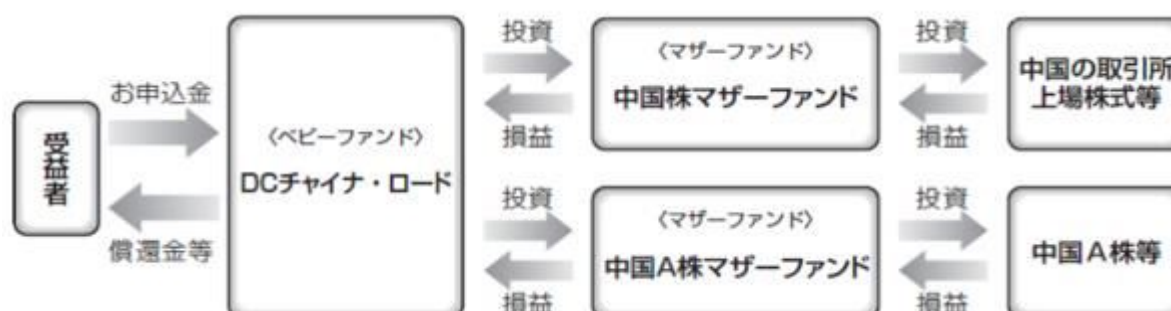 受益者
お申込金
償還金等
〈ベビーファンド〉
DCチャイナ・ロード
投資
損益
投資
損益
〈マザーファンド〉
中国株マザーファンド
〈マザーファンド〉
中国A株マザーファンド
投資
損益
投資
損益
中国の取引所
上場株式等
中国A株等